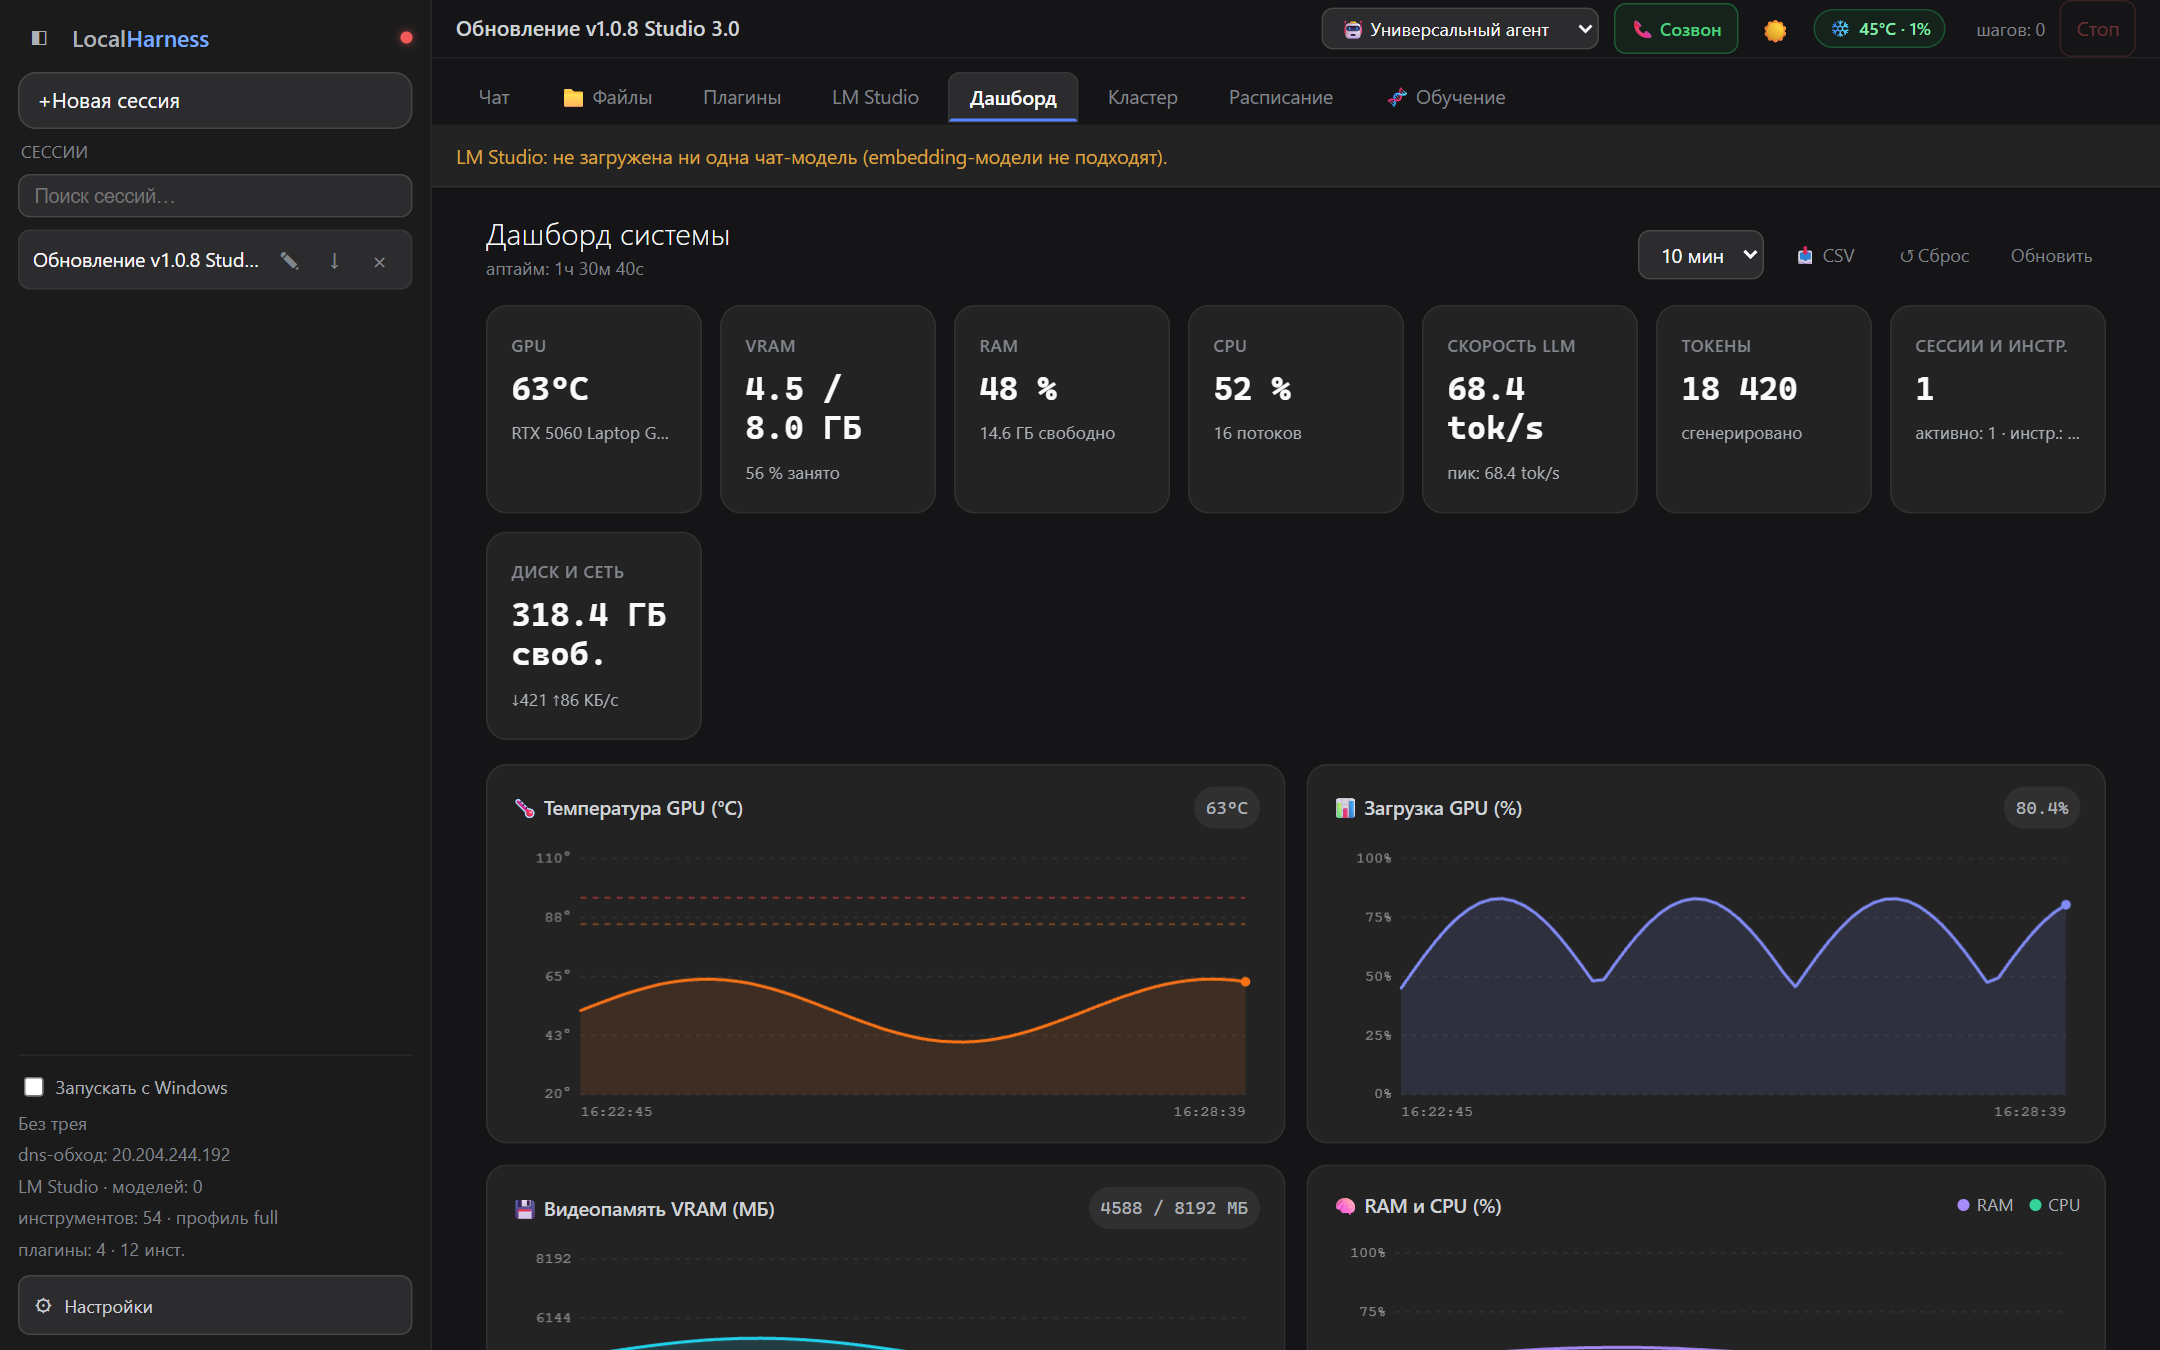 LocalHarness
+Новая сессия
СЕССИИ
Поиск сессий...
Обновление v1.0.8 Stud...
Запускать с Windows
Без трея
dns-обход: 20.204.244.192
LM Studio · моделей: 0
инструментов: 54 · профиль full
плагины: 4 · 12 инст.
Настройки
Обновление v1.0.8 Studio 3.0
Универсальный агент
Созвон
45°C · 1%
шагов: 0
Стоп
Чат
Файлы
Плагины
LM Studio
Дашборд
Кластер
Расписание
Обучение
LM Studio: не загружена ни одна чат-модель (embedding-модели не подходят).
Дашборд системы
аптайм: 1ч 30м 40с
10 мин
CSV
↺ Сброс
Обновить
GPU
63°C
RTX 5060 Laptop G...
VRAM
4.5 /
8.0 ГБ
56 % занято
RAM
48 %
14.6 ГБ свободно
CPU
52 %
16 потоков
СКОРОСТЬ LLM
68.4
tok/s
пик: 68.4 tok/s
ТОКЕНЫ
18 420
сгенерировано
СЕССИИ И ИНСТР.
1
активно: 1 · инстр.: ...
ДИСК И СЕТЬ
318.4 ГБ
своб.
↓421 ↑86 КБ/с
Температура GPU (°C)
63°C
110°
88°
65°
43°
20°
16:22:45
16:28:39
Загрузка GPU (%)
80.4%
100%
75%
50%
25%
0%
16:22:45
16:28:39
Видеопамять VRAM (МБ)
4588 / 8192 МБ
8192
6144
RAM и CPU (%)
RAM
CPU
100%
75%